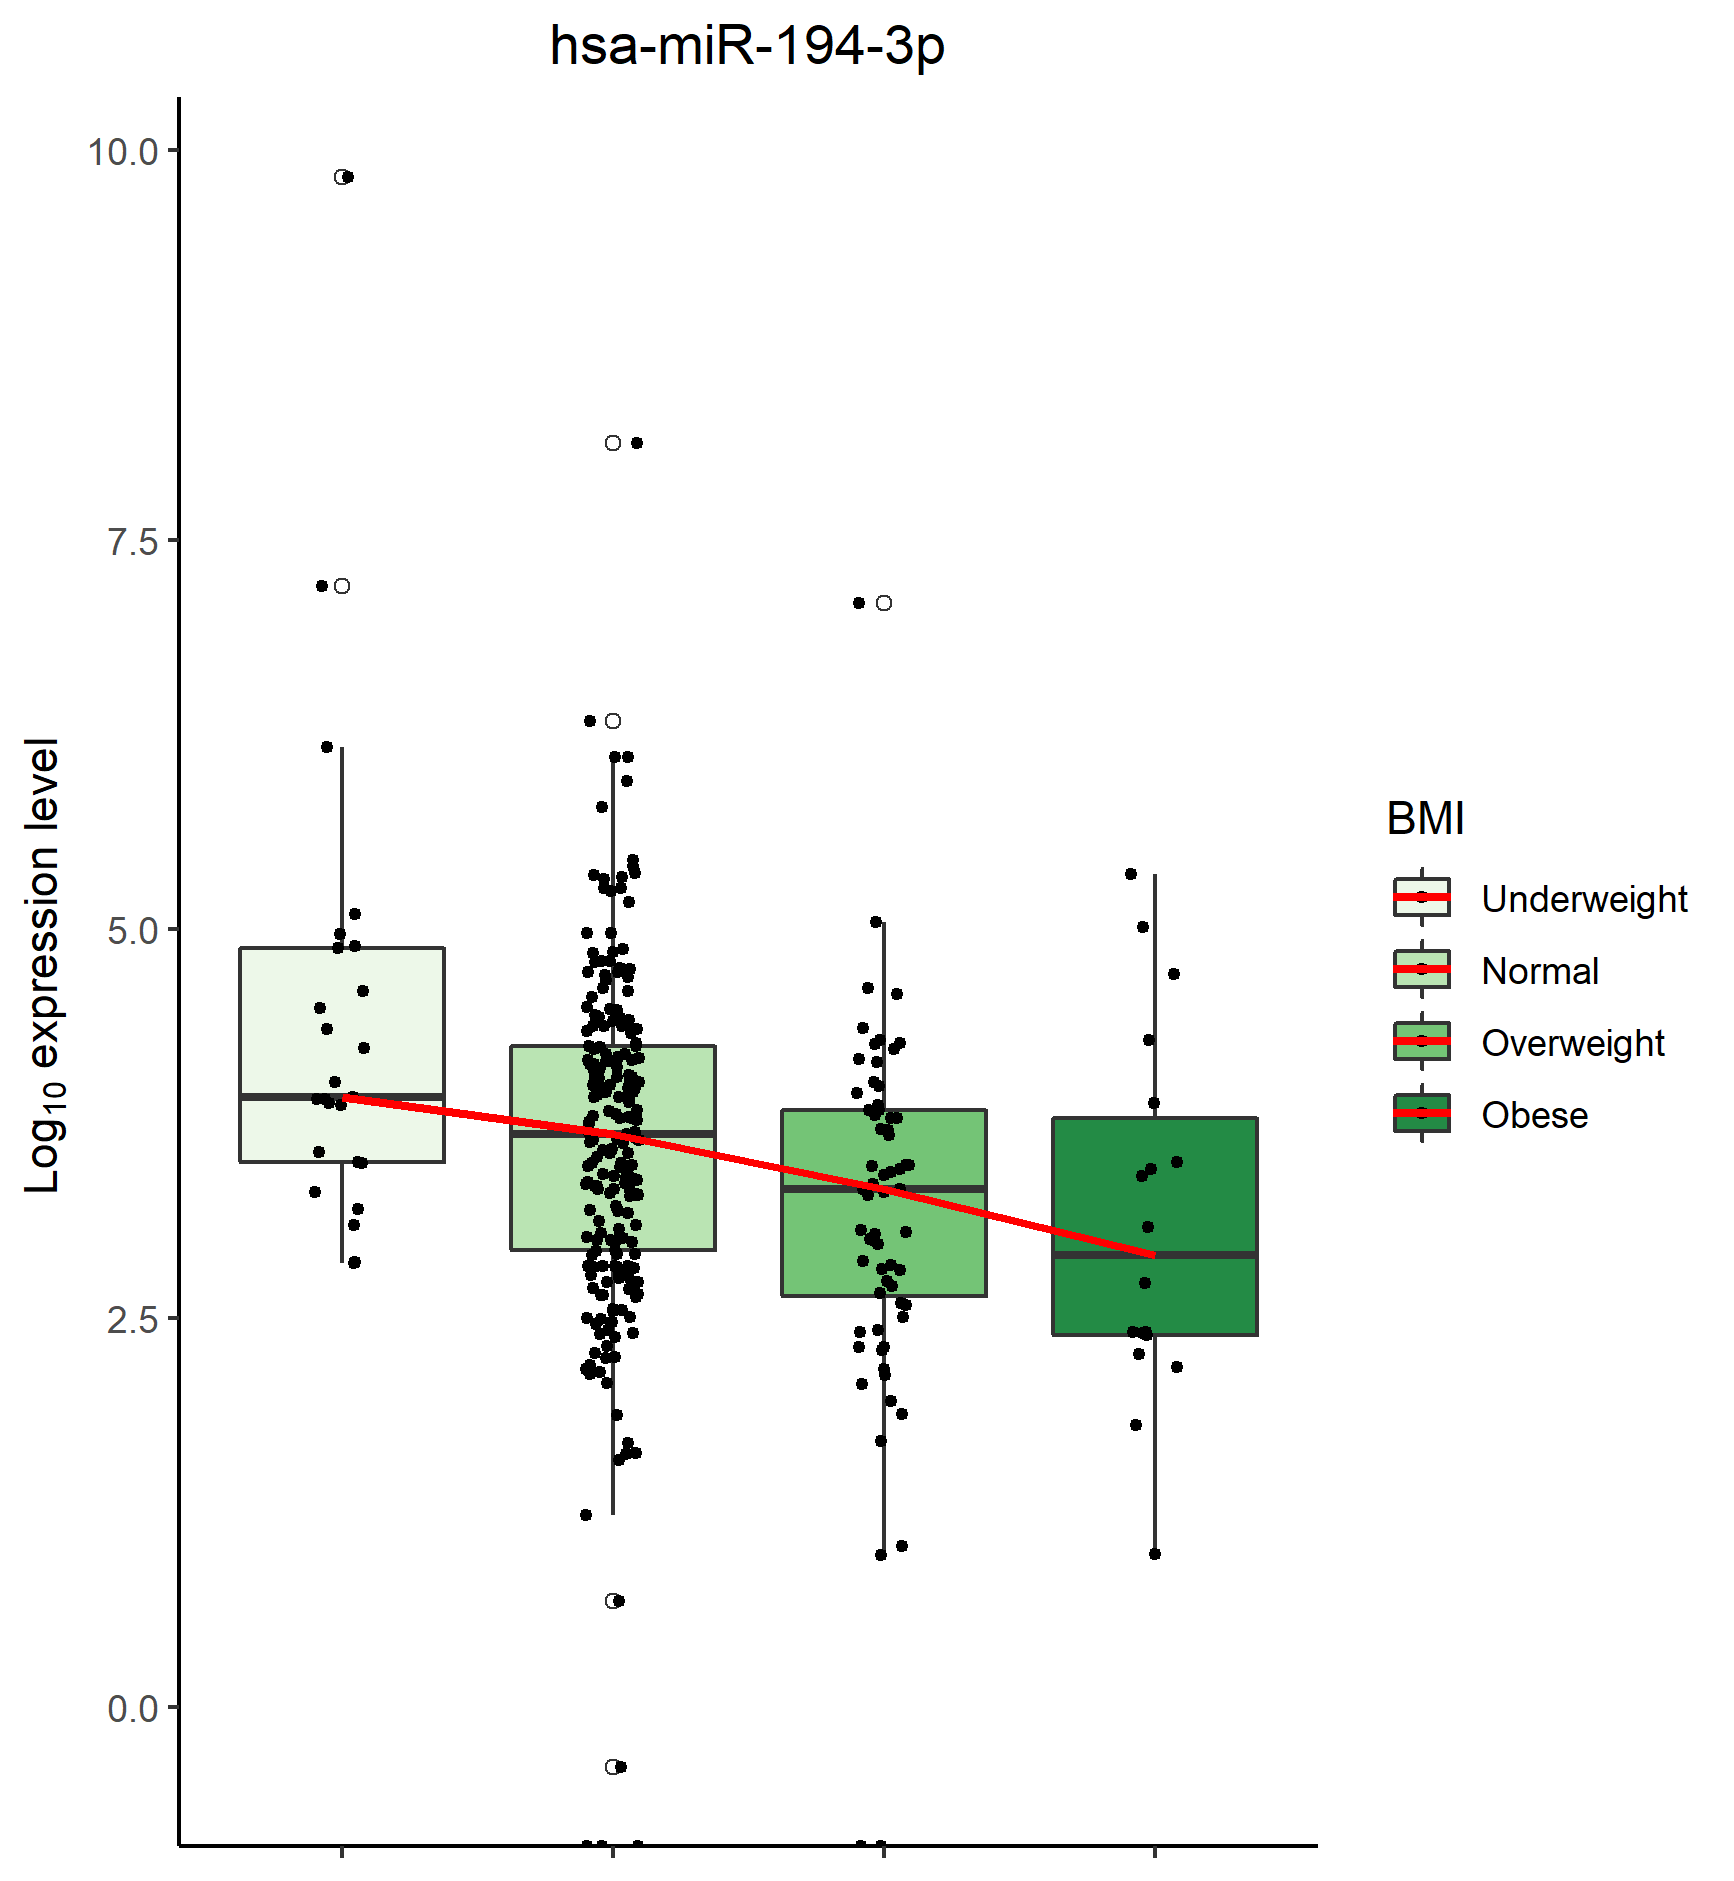 hsa-miR-194-3p
10.0
7.5
5.0
2.5
0.0
Log10 expression level
BMI
Underweight
Normal
Overweight
Obese